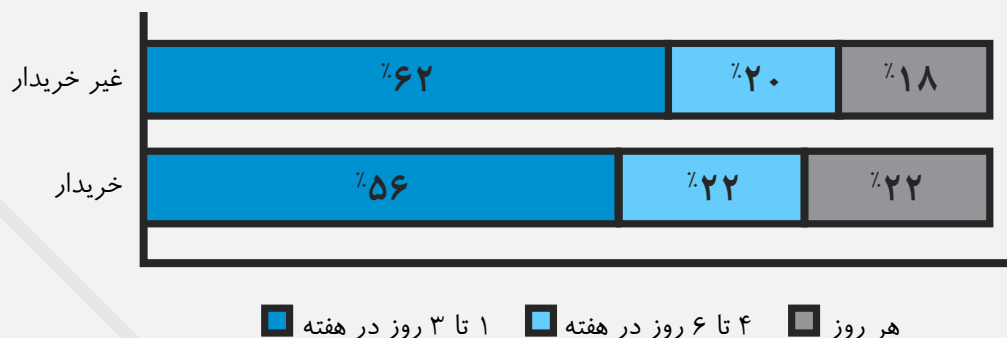 غیر خریدار ٪۶۲ ٪۲۰ ٪۱۸
خریدار ٪۵۶ ٪۲۲ ٪۲۲
هر روز ۴ تا ۶ روز در هفته ۱ تا ۳ روز در هفته